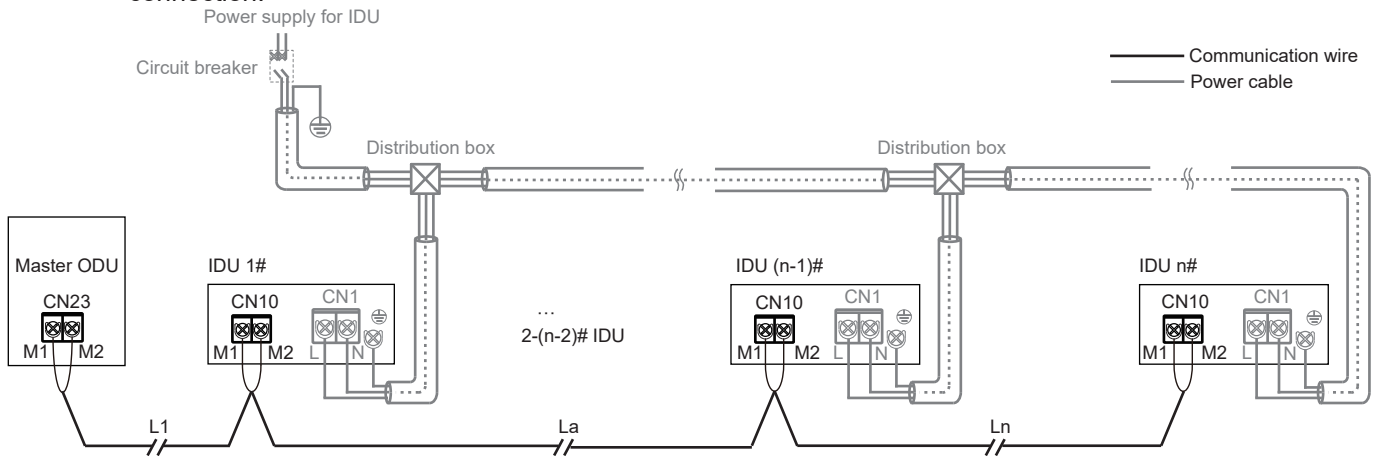 connection.
Power supply for IDU
Circuit breaker
Communication wire
Power cable
Distribution box
Distribution box
Master ODU
CN23
M1 M2
IDU 1#
CN10 CN1
M1 M2 L N
...
2-(n-2)# IDU
IDU (n-1)#
CN10 CN1
M1 M2 L N
IDU n#
CN10 CN1
M1 M2 L N
L1
La
Ln